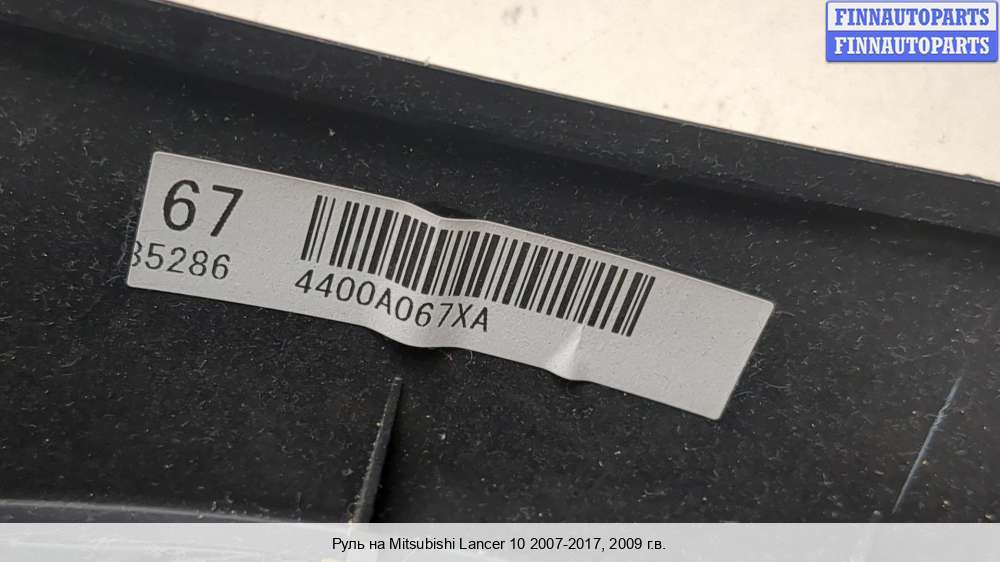 FINNAUTOPARTS
FINNAUTOPARTS
67
35286
4400A067XA
Руль на Mitsubishi Lancer 10 2007-2017, 2009 г.в.